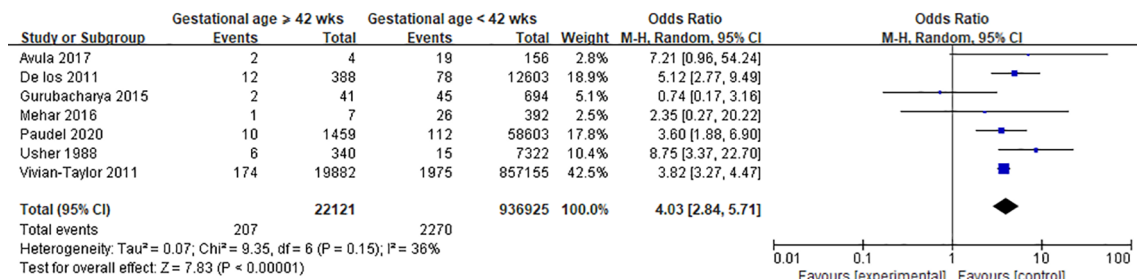 Gestational age ⩾ 42 wks Gestational age < 42 wks Odds Ratio Odds Ratio
Study or Subgroup Events Total Events Total Weight M-H, Random, 95% CI M-H, Random, 95% CI
Avula 2017 2 4 19 156 2.8% 7.21 [0.96, 54.24]
De los 2011 12 388 78 12603 18.9% 5.12 [2.77, 9.49]
Gurubacharya 2015 2 41 45 694 5.1% 0.74 [0.17, 3.16]
Mehar 2016 1 7 26 392 2.5% 2.35 [0.27, 20.22]
Paudel 2020 10 1459 112 58603 17.8% 3.60 [1.88, 6.90]
Usher 1988 6 340 15 7322 10.4% 8.75 [3.37, 22.70]
Vivian-Taylor 2011 174 19882 1975 857155 42.5% 3.82 [3.27, 4.47]
Total (95% CI) 22121 936925 100.0% 4.03 [2.84, 5.71]
Total events 207 2270
Heterogeneity: Tau² = 0.07; Chi² = 9.35, df = 6 (P = 0.15); I² = 36%
Test for overall effect: Z = 7.83 (P < 0.00001)
0.01 0.1 1 10 100
Favours [experimental] Favours [control]